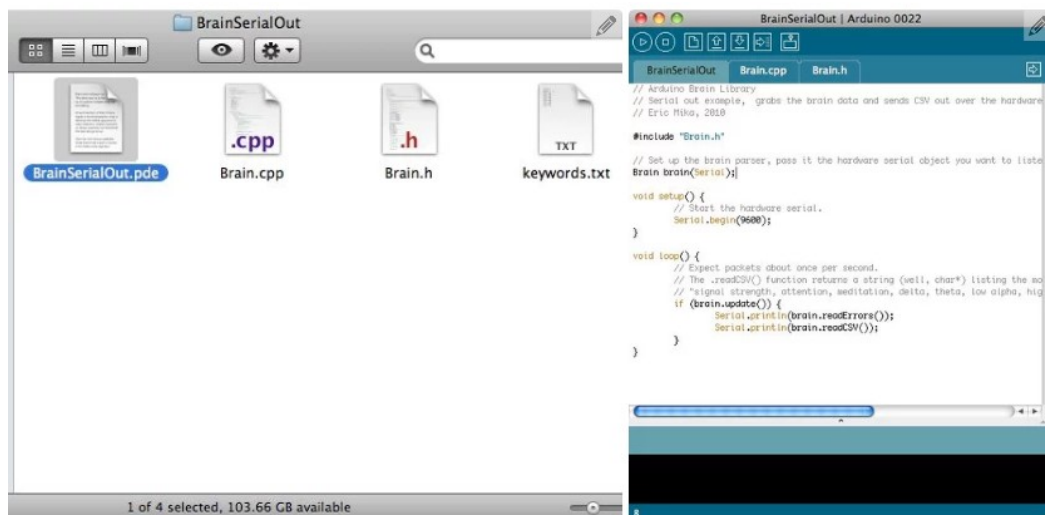 BrainSerialOut
.cpp
.h
TXT
BrainSerialOut.pde
Brain.cpp
Brain.h
keywords.txt
1 of 4 selected, 103.66 GB available
BrainSerialOut | Arduino 0022
BrainSerialOut Brain.cpp Brain.h
// Arduino Brain Library
// Serial out example, grabs the brain data and sends CSV out over the hardware
// Eric Mika, 2010
#include "Brain.h"
// Set up the brain parser, pass it the hardware serial object you want to liste
Brain brain(Serial);
void setup() {
// Start the hardware serial.
Serial.begin(9600);
}
void loop() {
// Expect packets about once per second.
// The .readCSV() function returns a string (well, char*) listing the mo
// "signal strength, attention, meditation, delta, theta, low alpha, hig
if (brain.update()) {
Serial.println(brain.readErrors());
Serial.println(brain.readCSV());
}
}
8